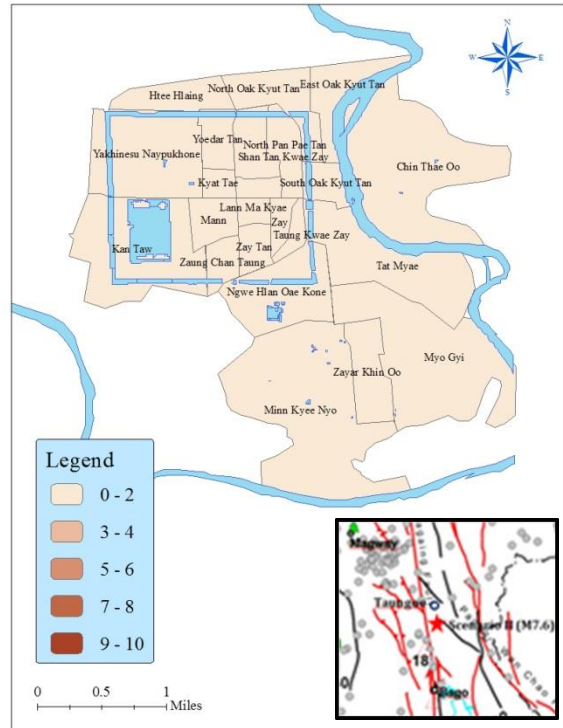 N
W E
S
North Oak Kyut Tan
East Oak Kyut Tan
Htee Hlaing
Yoedar Tan
North Pan Pae Tan
Yakhinesu Naypukhone
Shan Tan Kwae Zay
Chin Thae Oo
Kyat Tae
South Oak Kyut Tan
Lann Ma Kyae
Mann
Zay
Taung Kwae Zay
Kan Taw
Zay Tan
Zaung Chan Taung
Tat Myae
Ngwe Hlan Oae Kone
Myo Gyi
Zayar Khin Oo
Minn Kyee Nyo
Legend
0 - 2
3 - 4
5 - 6
7 - 8
9 - 10
0 0.5 1
Miles
Magway
Taungoo
Scenario II (M7.6)
18
Bago